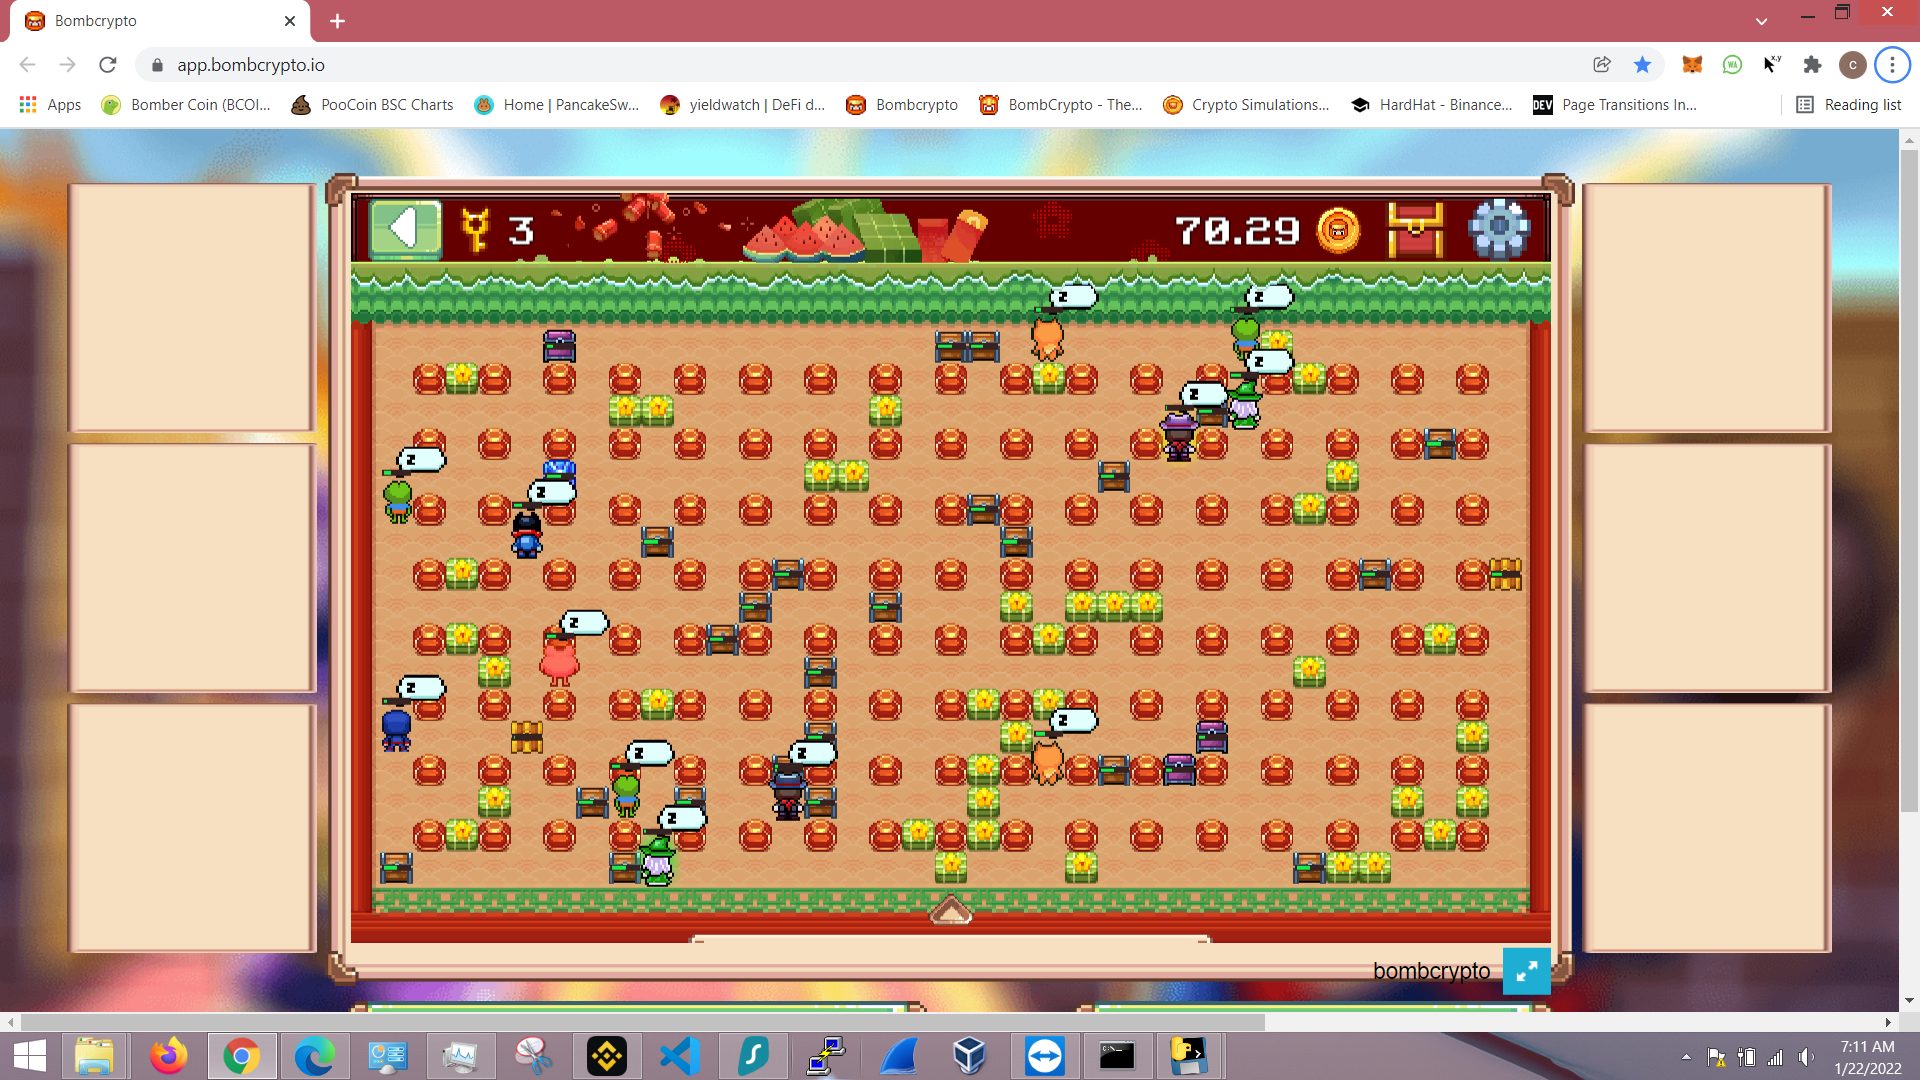 Bombcrypto
app.bombcrypto.io
C
Apps
Bomber Coin (BCOI...
PooCoin BSC Charts
Home | PancakeSw...
yieldwatch | DeFi d...
Bombcrypto
BombCrypto - The...
Crypto Simulations...
HardHat - Binance...
DEV
Page Transitions In...
Reading list
3
70.29
z
z
z
z
z
z
z
z
z
z
z
z
z
bombcrypto
7:11 AM
1/22/2022